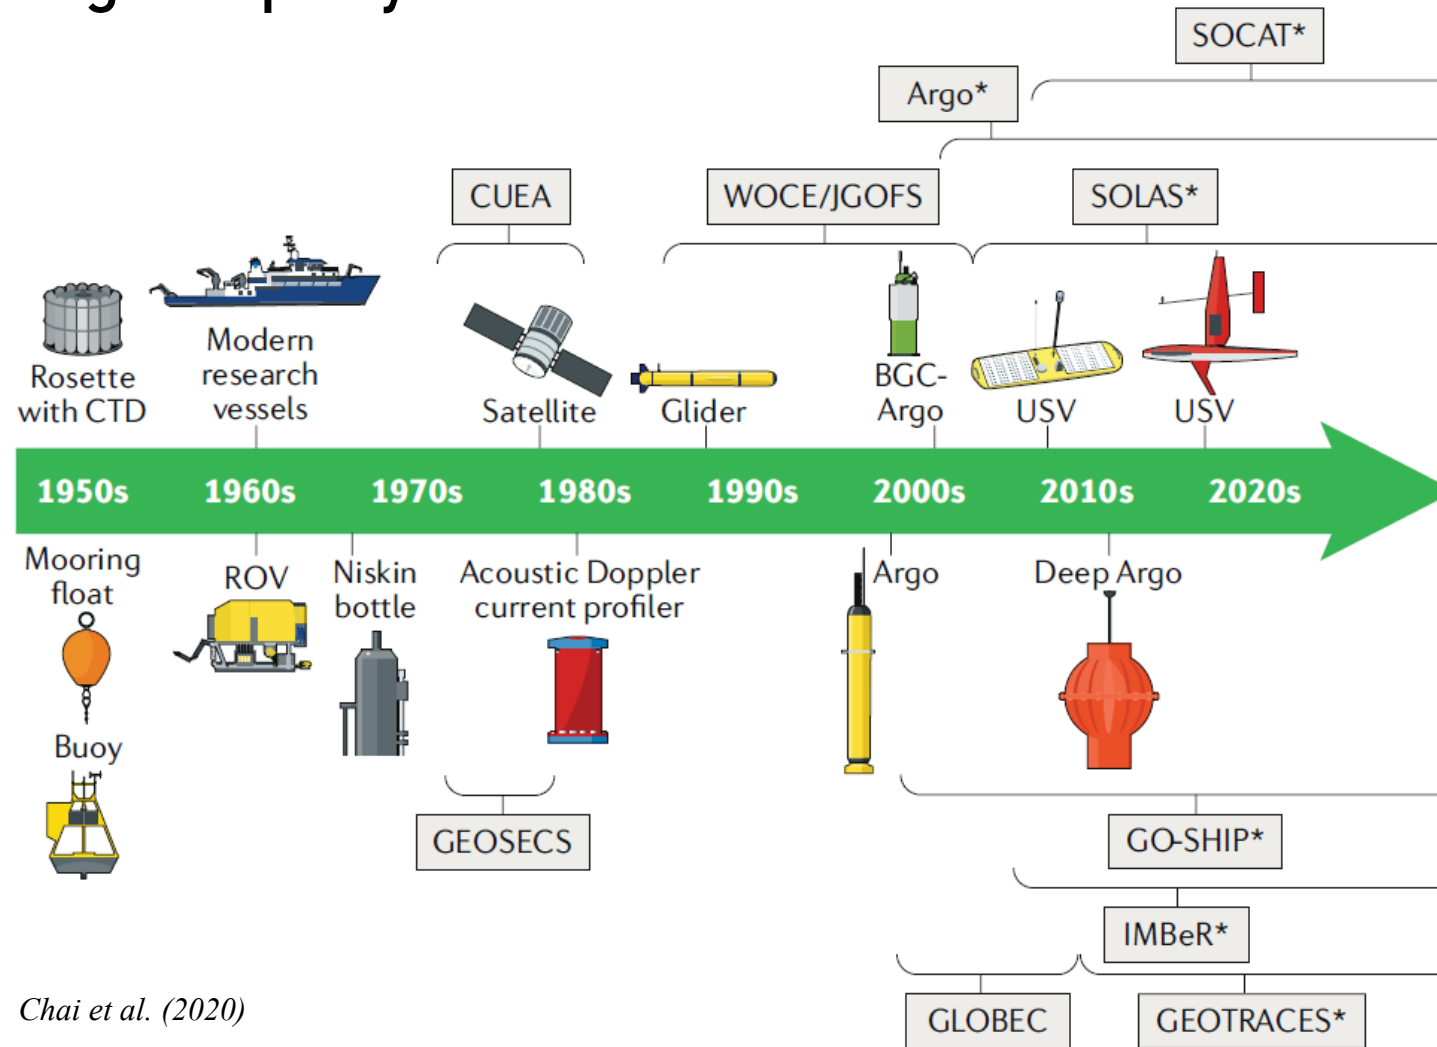 SOCAT*
Argo*
CUEA
WOCE/JGOFS
SOLAS*
Rosette
with CTD
Modern
research
vessels
Satellite
Glider
BGC-
Argo
USV
USV
1950s
1960s
1970s
1980s
1990s
2000s
2010s
2020s
Mooring
float
ROV
Niskin
bottle
Acoustic Doppler
current profiler
Argo
Deep Argo
Buoy
GEOSECS
GO-SHIP*
IMBeR*
GLOBEC
GEOTRACES*
Chai et al. (2020)